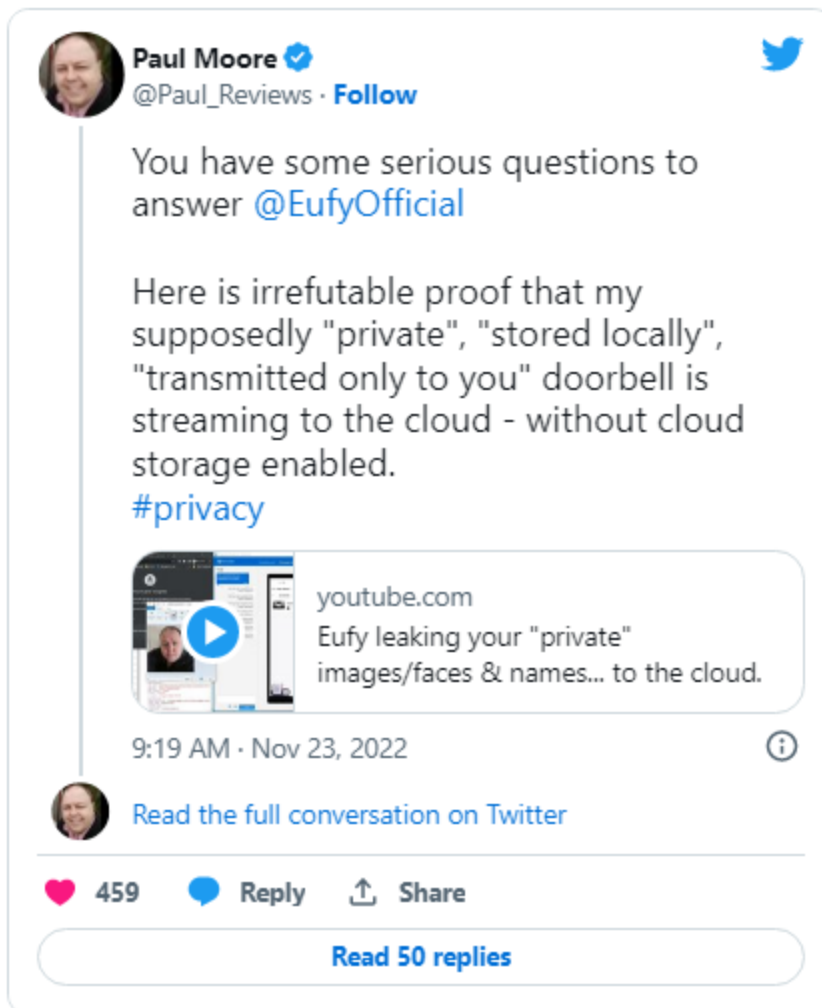 Paul Moore
@Paul_Reviews · Follow
You have some serious questions to
answer @EufyOfficial
Here is irrefutable proof that my
supposedly "private", "stored locally",
"transmitted only to you" doorbell is
streaming to the cloud - without cloud
storage enabled.
#privacy
youtube.com
Eufy leaking your "private"
images/faces & names... to the cloud.
9:19 AM · Nov 23, 2022
Read the full conversation on Twitter
459 Reply Share
Read 50 replies